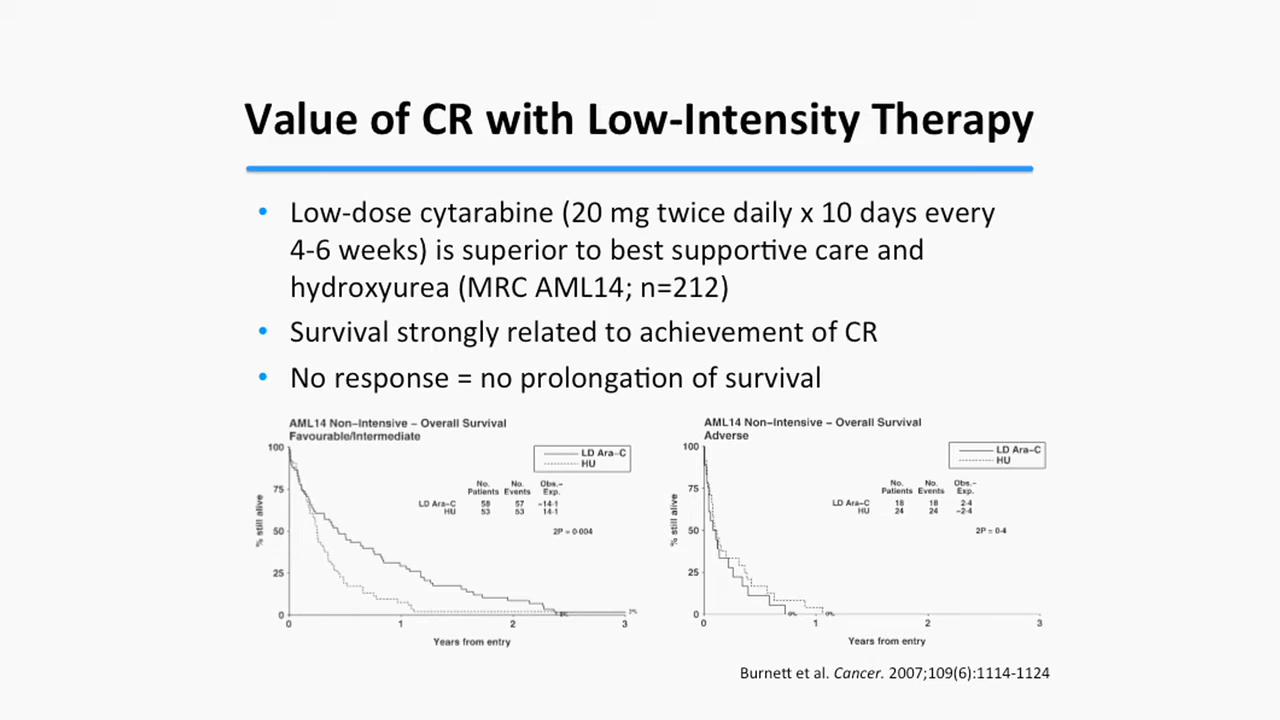 Value of CR with Low-Intensity Therapy
• Low-dose cytarabine (20 mg twice daily x 10 days every
4-6 weeks) is superior to best supportive care and
hydroxyurea (MRC AML14; n=212)
• Survival strongly related to achievement of CR
• No response = no prolongation of survival
AML14 Non-Intensive – Overall Survival
Favourable/Intermediate
LD Ara-C
HU
No. Patients No. Events Obs.- Exp.
LD Ara-C 58 57 -14·1
HU 53 53 14·1
2P = 0·004
% still alive
100
75
50
25
0
0 1 2 3
Years from entry
AML14 Non-Intensive – Overall Survival
Adverse
LD Ara-C
HU
No. Patients No. Events Obs.- Exp.
LD Ara-C 18 18 2·4
HU 24 24 -2·4
2P = 0·4
% still alive
100
75
50
25
0
0% 0%
0 1 2 3
Years from entry
Burnett et al. Cancer. 2007;109(6):1114-1124